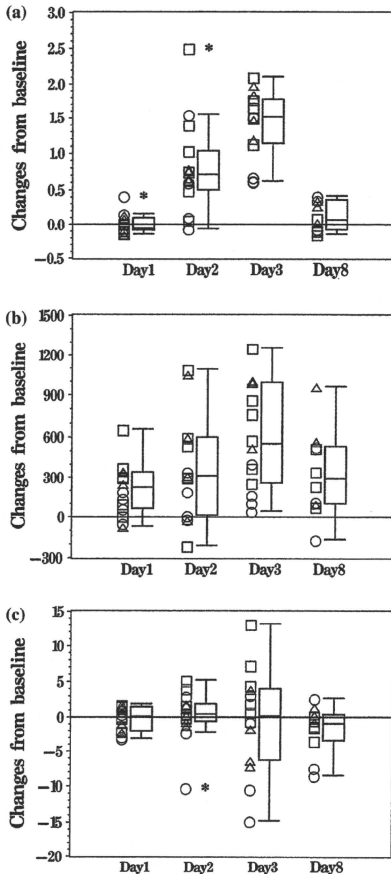 (a)
Changes from baseline
3.0
2.5
2.0
1.5
1.0
0.5
0.0
−0.5
*
*
Day1 Day2 Day3 Day8
(b)
Changes from baseline
1500
1200
900
600
300
0
−300
Day1 Day2 Day3 Day8
(c)
Changes from baseline
15
10
5
0
−5
−10
−15
−20
*
Day1 Day2 Day3 Day8